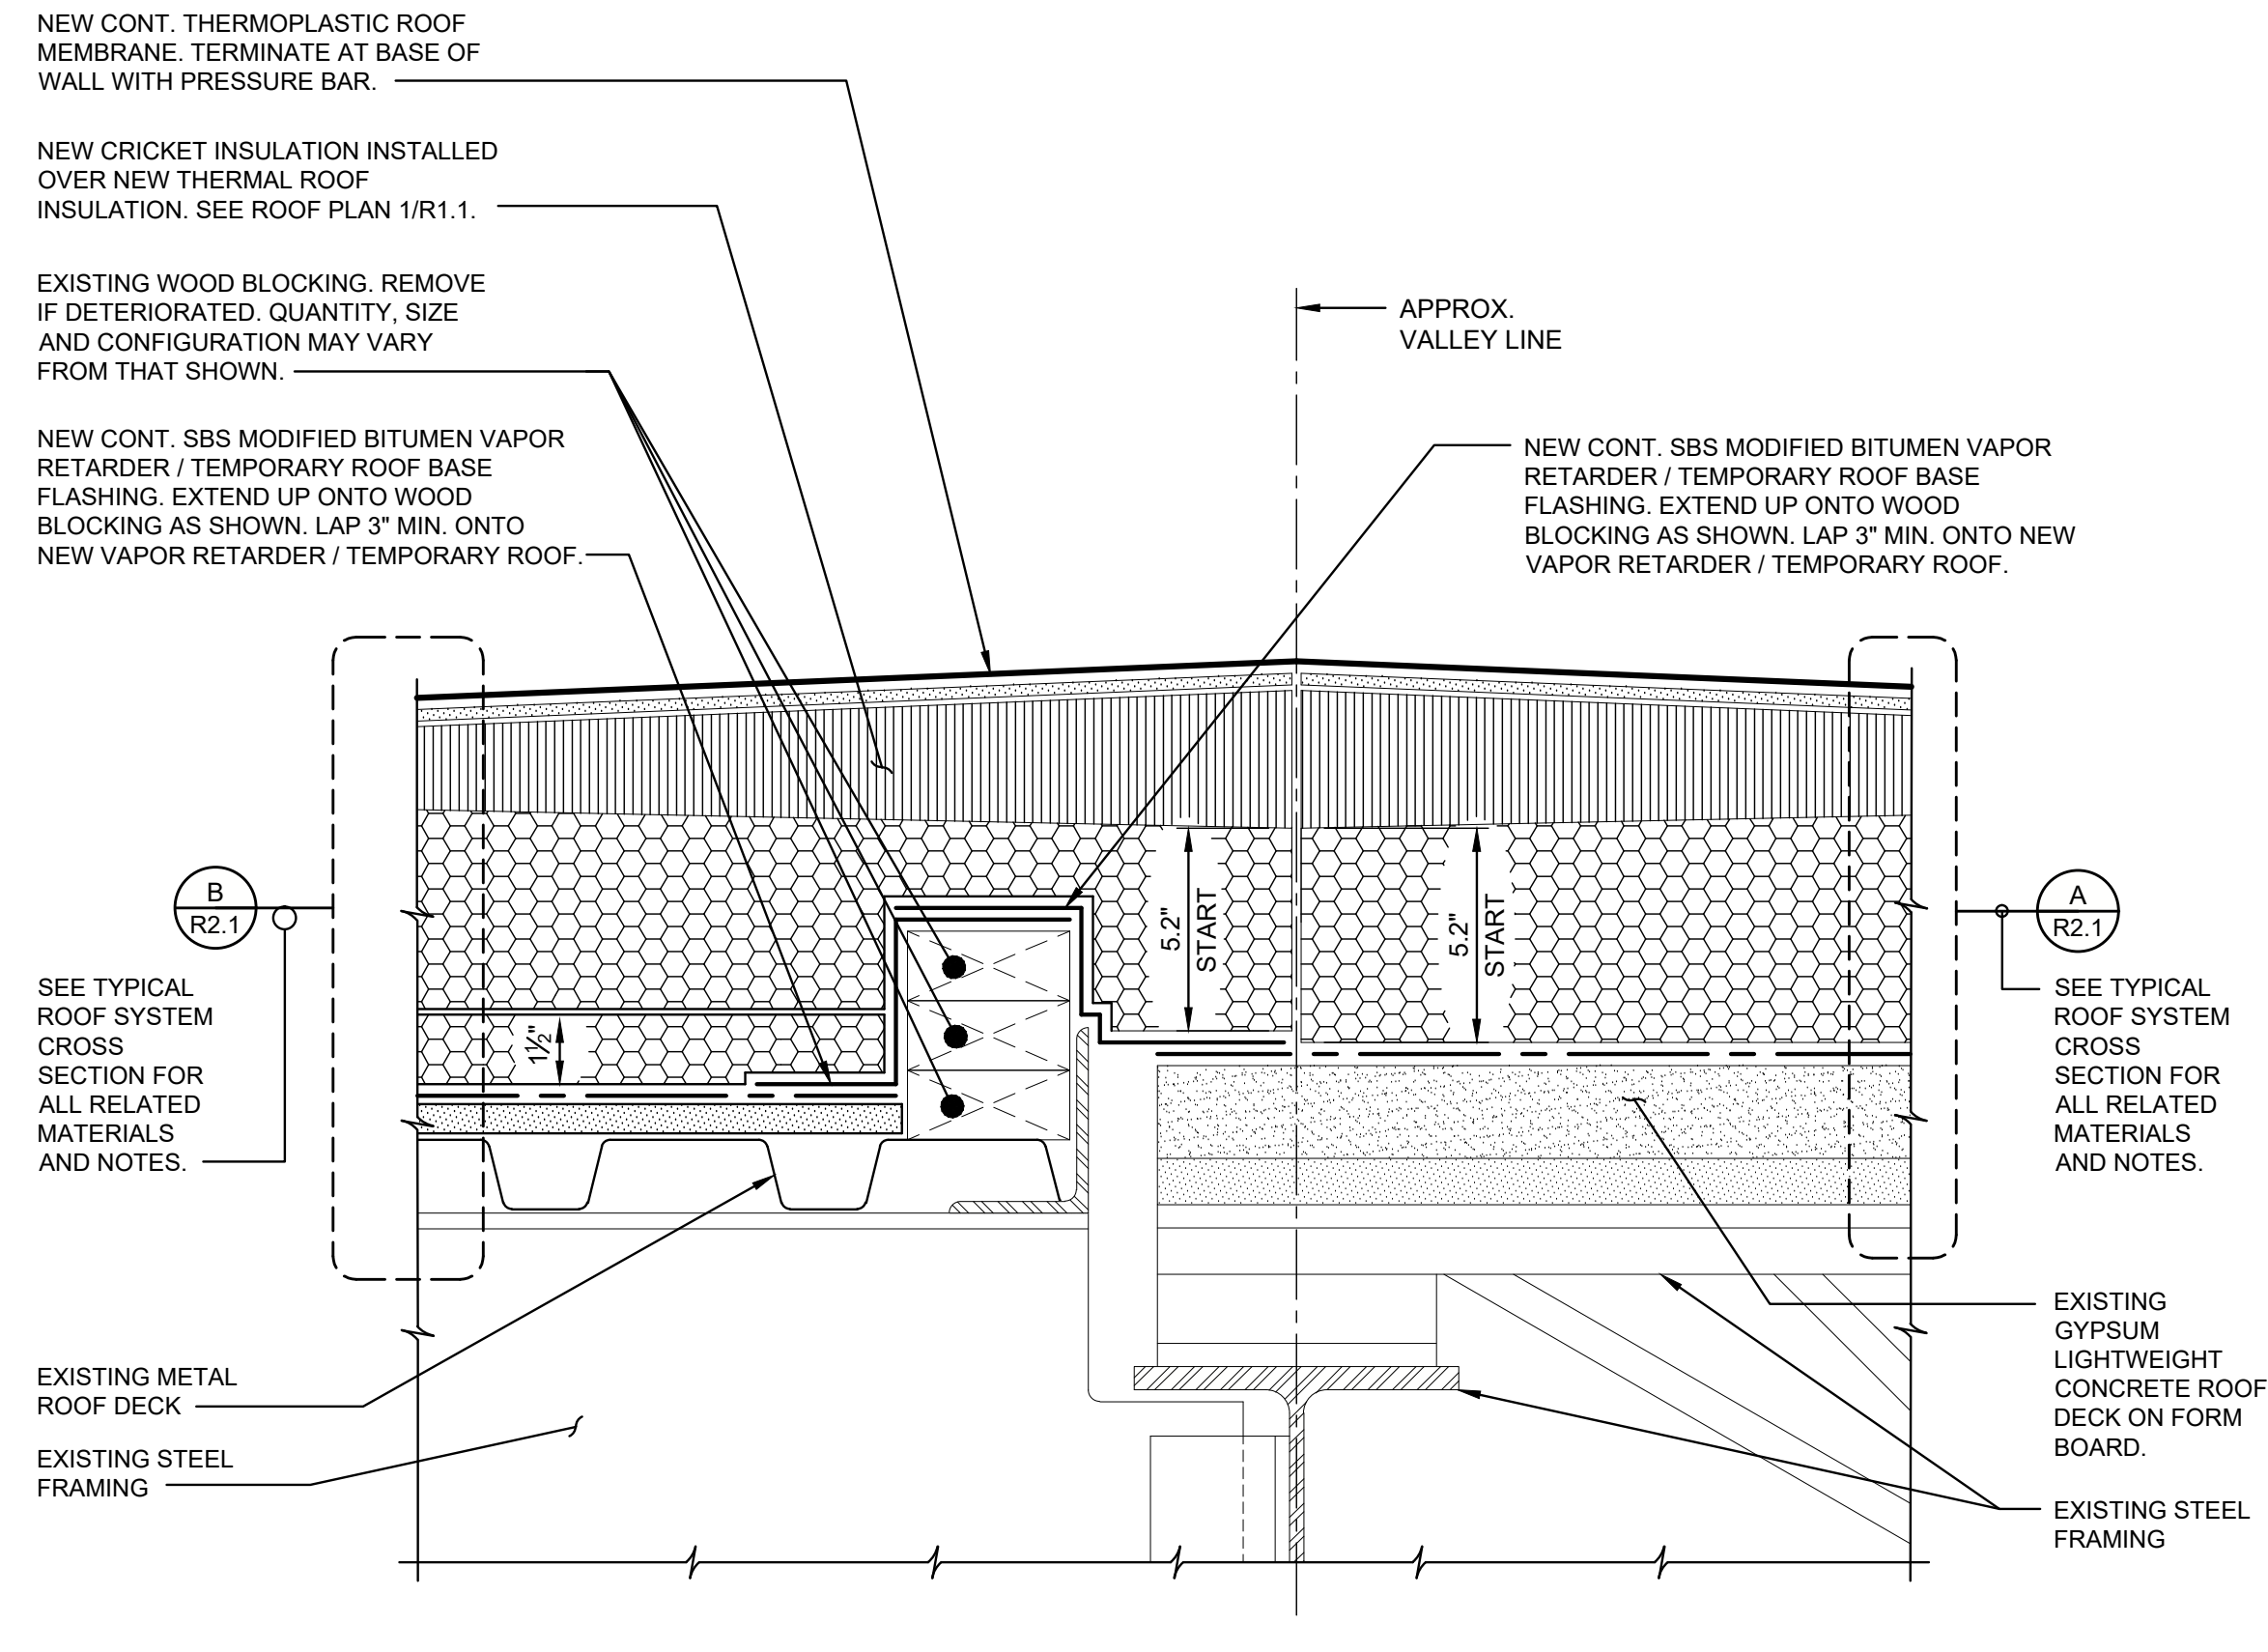 NEW CONT. THERMOPLASTIC ROOF
MEMBRANE. TERMINATE AT BASE OF
WALL WITH PRESSURE BAR.
NEW CRICKET INSULATION INSTALLED
OVER NEW THERMAL ROOF
INSULATION. SEE ROOF PLAN 1/R1.1.
EXISTING WOOD BLOCKING. REMOVE
IF DETERIORATED. QUANTITY, SIZE
AND CONFIGURATION MAY VARY
FROM THAT SHOWN.
NEW CONT. SBS MODIFIED BITUMEN VAPOR
RETARDER / TEMPORARY ROOF BASE
FLASHING. EXTEND UP ONTO WOOD
BLOCKING AS SHOWN. LAP 3" MIN. ONTO
NEW VAPOR RETARDER / TEMPORARY ROOF.
APPROX.
VALLEY LINE
NEW CONT. SBS MODIFIED BITUMEN VAPOR
RETARDER / TEMPORARY ROOF BASE
FLASHING. EXTEND UP ONTO WOOD
BLOCKING AS SHOWN. LAP 3" MIN. ONTO NEW
VAPOR RETARDER / TEMPORARY ROOF.
B
R2.1
SEE TYPICAL
ROOF SYSTEM
CROSS
SECTION FOR
ALL RELATED
MATERIALS
AND NOTES.
1½"
5.2"
START
5.2"
START
A
R2.1
SEE TYPICAL
ROOF SYSTEM
CROSS
SECTION FOR
ALL RELATED
MATERIALS
AND NOTES.
EXISTING METAL
ROOF DECK
EXISTING STEEL
FRAMING
EXISTING
GYPSUM
LIGHTWEIGHT
CONCRETE ROOF
DECK ON FORM
BOARD.
EXISTING STEEL
FRAMING